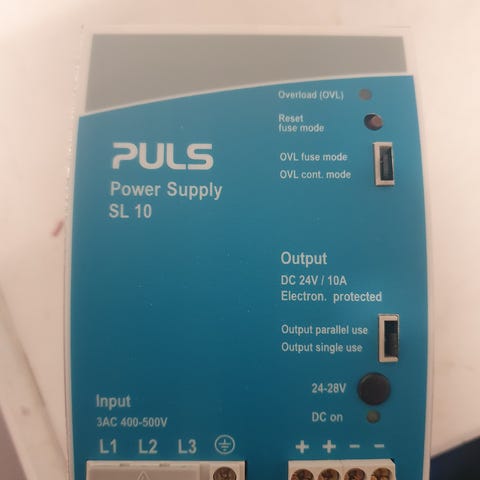 Overload (OVL)
Reset
fuse mode
PULS
OVL fuse mode
OVL cont. mode
Power Supply
SL 10
Output
DC 24V / 10A
Electron. protected
Output parallel use
Output single use
24-28V
DC on
Input
3AC 400-500V
L1 L2 L3
+ + − −